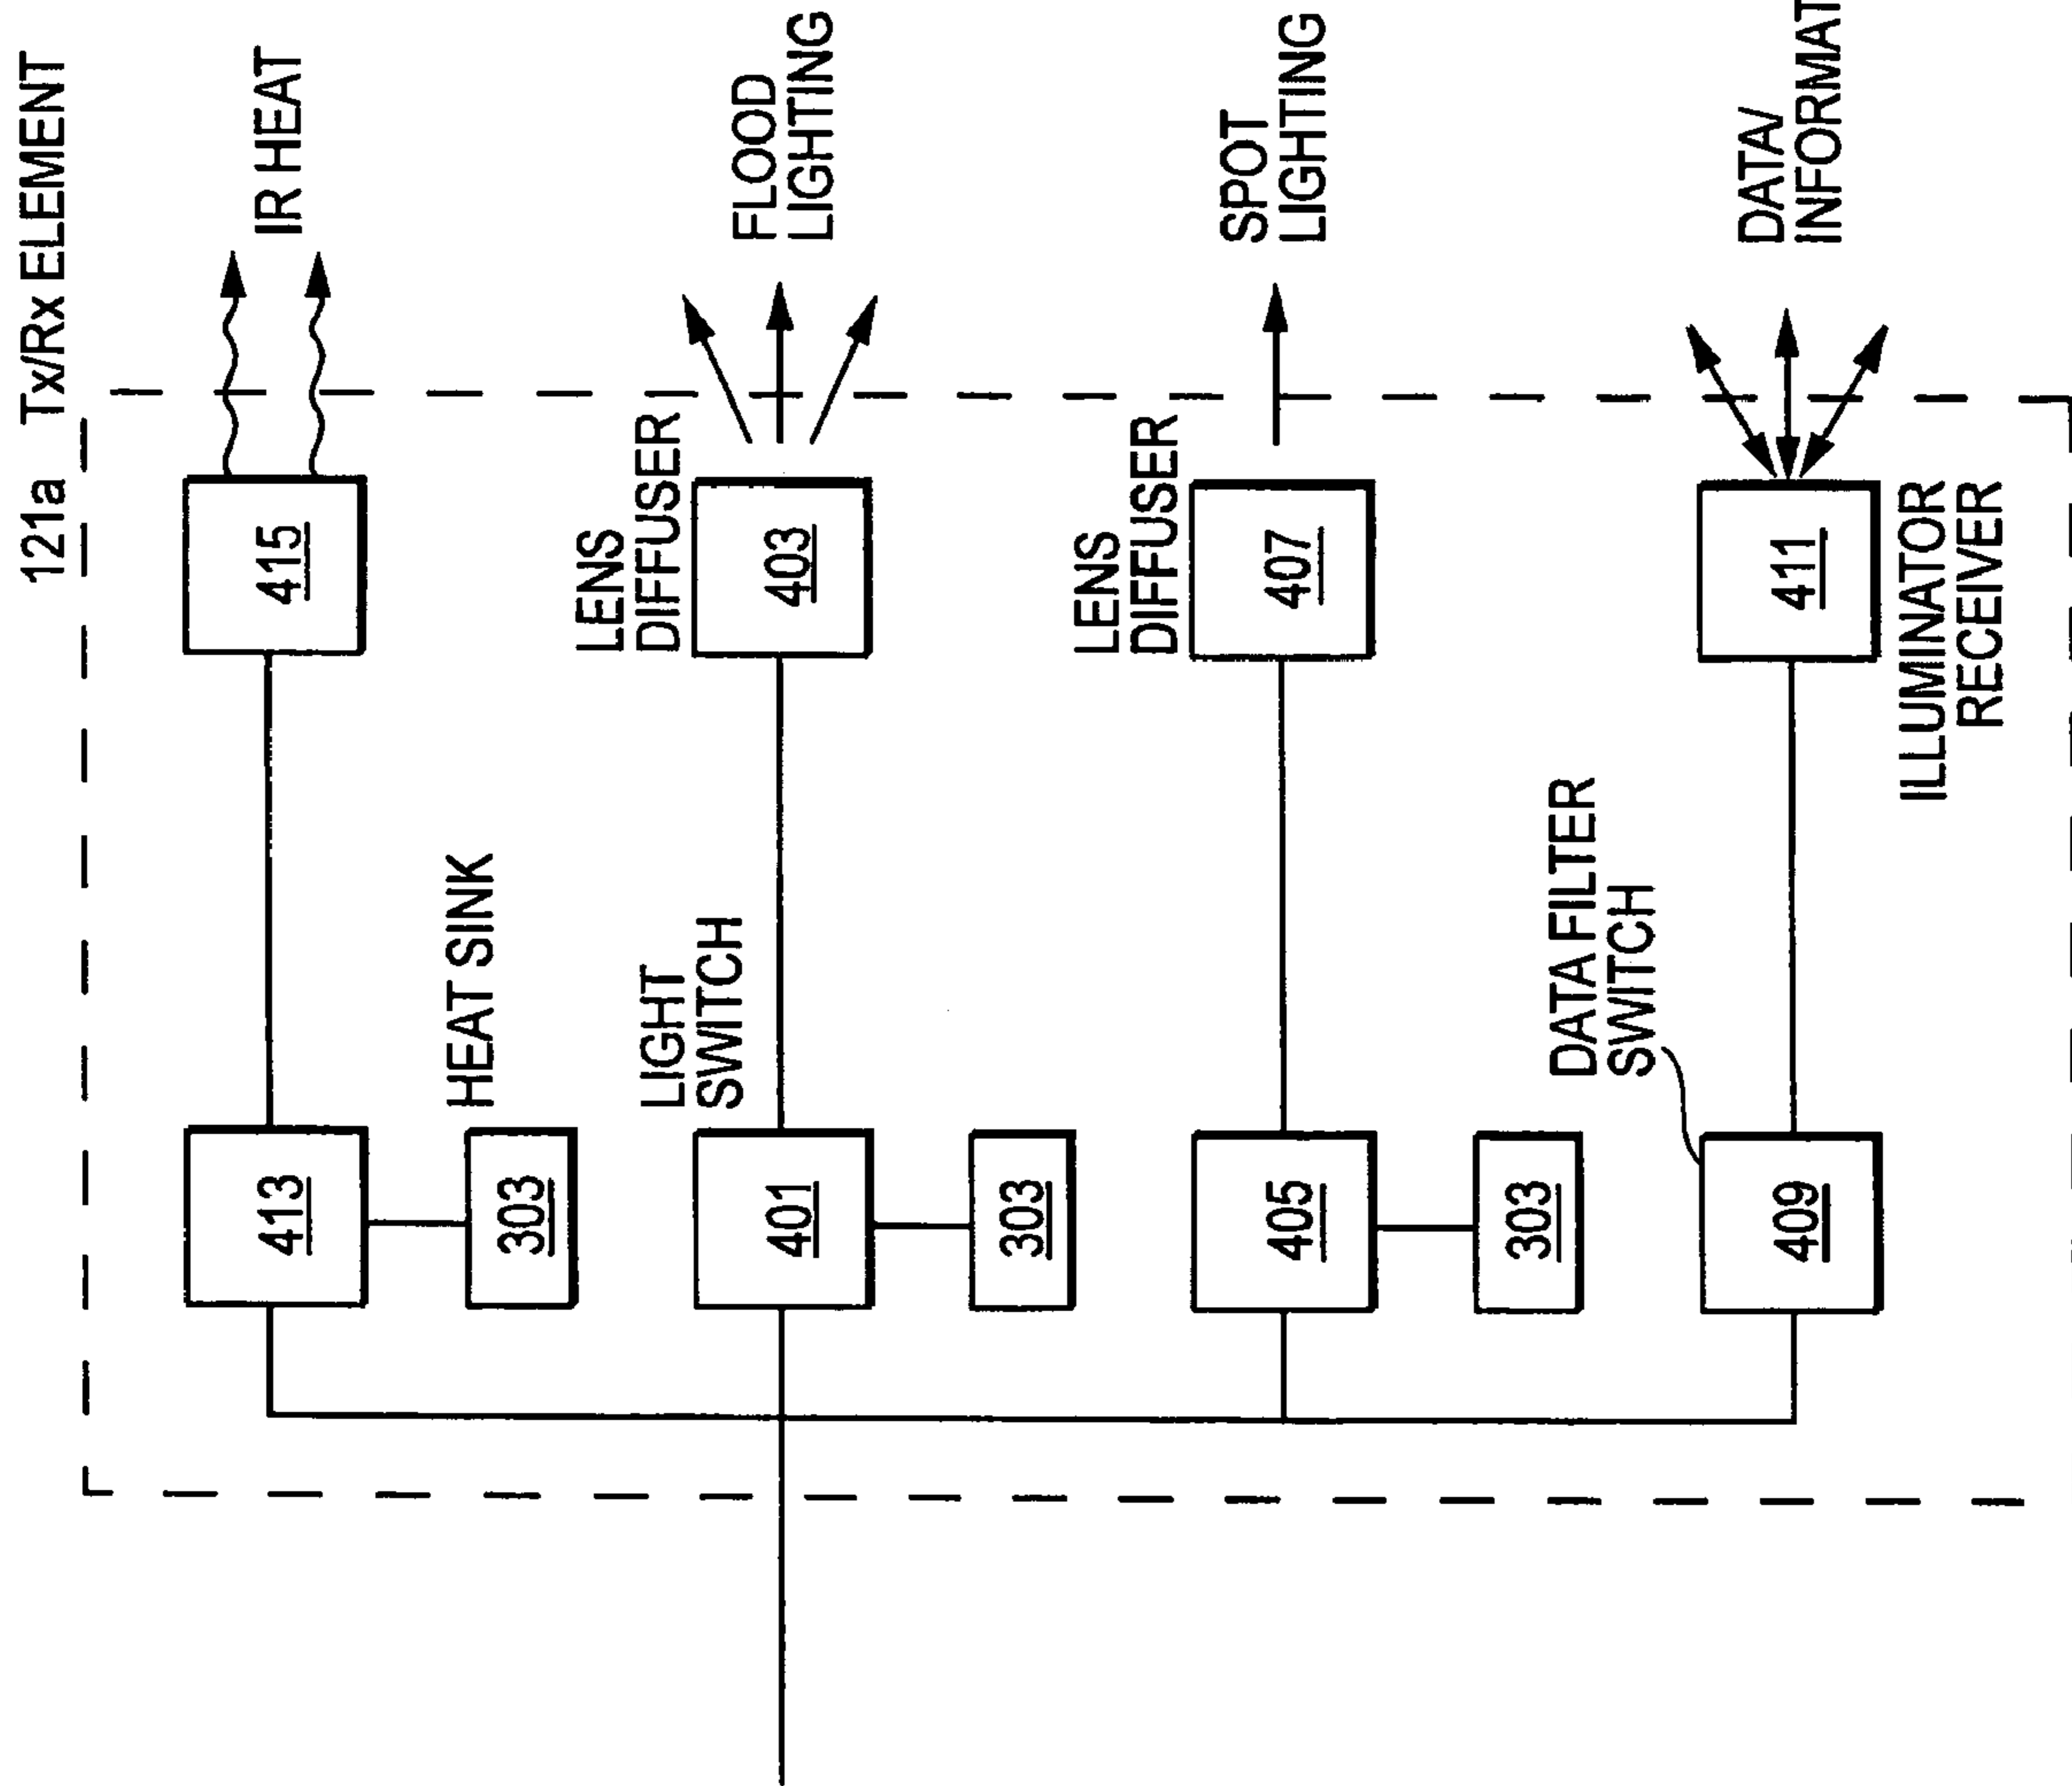 121a Tx/Rx ELEMENT
413
415
IR HEAT
HEAT SINK
303
LENS
DIFFUSER
LIGHT
SWITCH
401
403
FLOOD
LIGHTING
303
LENS
DIFFUSER
405
407
SPOT
LIGHTING
303
DATA FILTER
SWITCH
409
411
DATA/
INFORMAT
ILLUMINATOR
RECEIVER